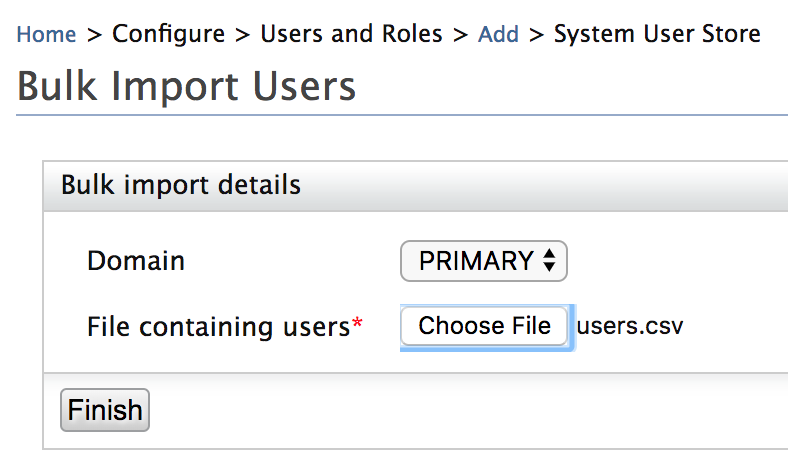 Home > Configure > Users and Roles > Add > System User Store
Bulk Import Users
Bulk import details
Domain PRIMARY
File containing users* Choose File users.csv
Finish